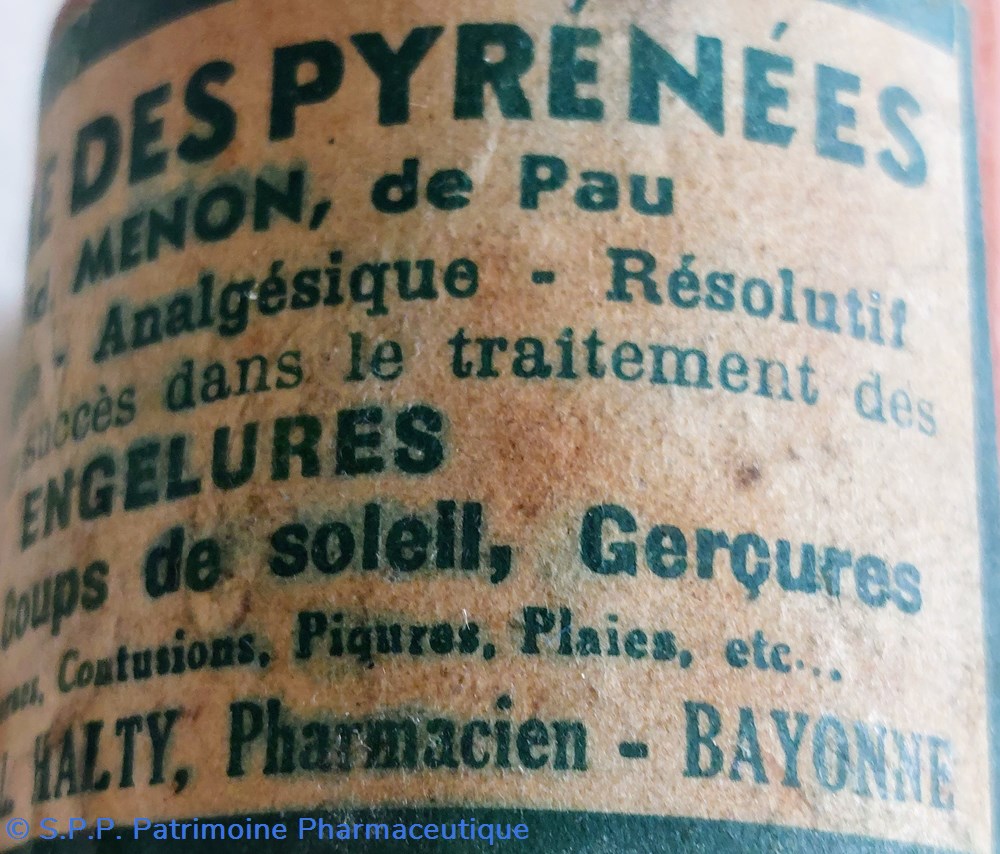 DES PYRÉNÉES
MENON, de Pau
- Analgésique - Résolutif
succès dans le traitement des
ENGELURES
Coups de soleil, Gerçures
Contusions, Piqures, Plaies, etc...
HALTY, Pharmacien - BAYONNE
© S.P.P. Patrimoine Pharmaceutique